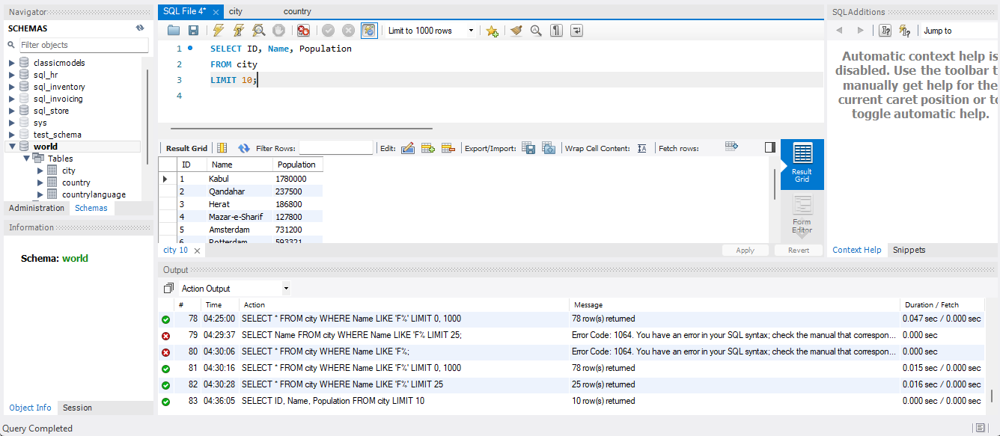 Navigator
SCHEMAS
Filter objects
classicmodels
sql_hr
sql_inventory
sql_invoicing
sql_store
sys
test_schema
world
Tables
city
country
countrylanguage
Administration Schemas
Information
Schema: world
Object Info Session
Query Completed
SQL File 4* city country
Limit to 1000 rows
1 SELECT ID, Name, Population
2 FROM city
3 LIMIT 10;
4
Result Grid Filter Rows: Edit: Export/Import: Wrap Cell Content: Fetch rows:
ID Name Population
1 Kabul 1780000
2 Qandahar 237500
3 Herat 186800
4 Mazar-e-Sharif 127800
5 Amsterdam 731200
6 Rotterdam 593321
Result
Grid
Form
Editor
city 10 Apply Revert
Output
Action Output
# Time Action Message Duration / Fetch
78 04:25:00 SELECT * FROM city WHERE Name LIKE 'F%' LIMIT 0, 1000 78 row(s) returned 0.047 sec / 0.000 sec
79 04:29:37 SELECT Name FROM city WHERE Name LIKE 'F% LIMIT 25; Error Code: 1064. You have an error in your SQL syntax; check the manual that correspon... 0.000 sec
80 04:30:06 SELECT * FROM city WHERE Name LIKE 'F%; Error Code: 1064. You have an error in your SQL syntax; check the manual that correspon... 0.000 sec
81 04:30:16 SELECT * FROM city WHERE Name LIKE 'F%' LIMIT 0, 1000 78 row(s) returned 0.015 sec / 0.000 sec
82 04:30:28 SELECT * FROM city WHERE Name LIKE 'F%' LIMIT 25 25 row(s) returned 0.016 sec / 0.000 sec
83 04:36:05 SELECT ID, Name, Population FROM city LIMIT 10 10 row(s) returned 0.000 sec / 0.000 sec
SQLAdditions
Jump to
Automatic context help is
disabled. Use the toolbar t
manually get help for the
current caret position or to
toggle automatic help.
Context Help Snippets